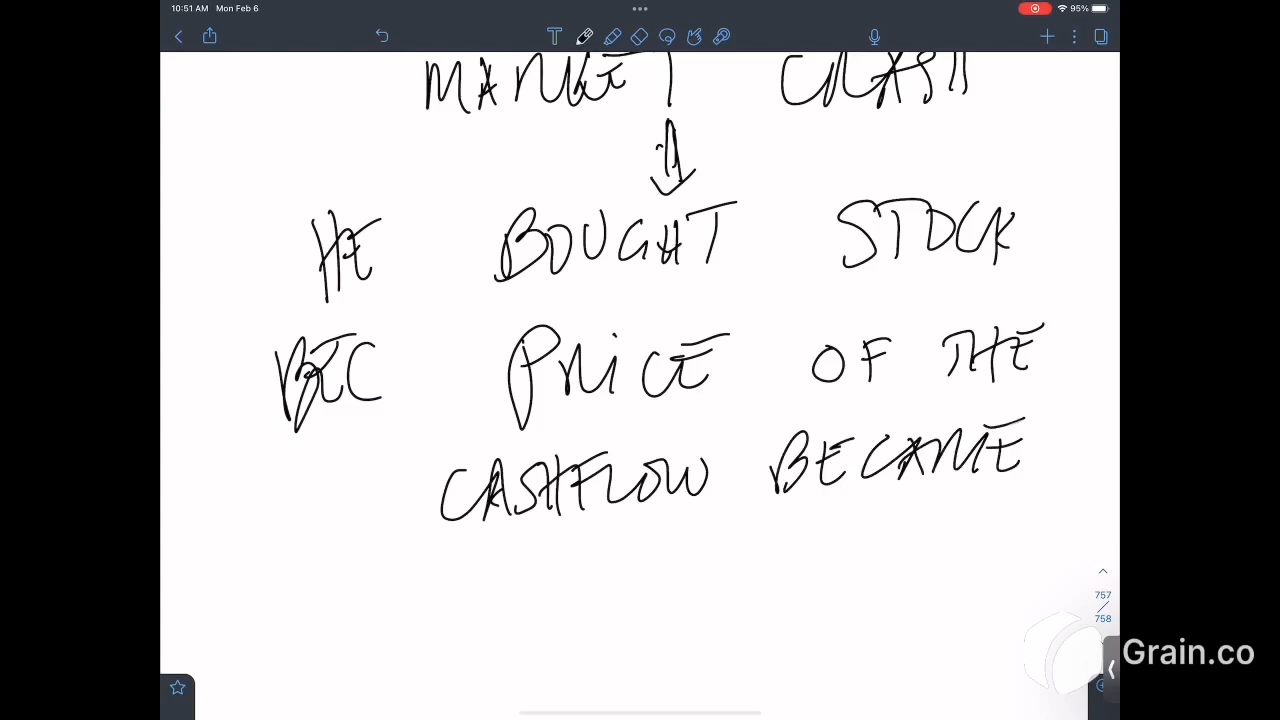 10:51 AM Mon Feb 6
95%
MARKET CRASH
HE BOUGHT STOCK
BEC PRICE OF THE
CASHFLOW BECAME
757
758
Grain.co